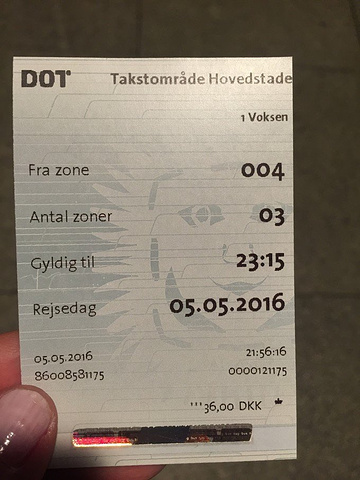 DOT Takstområde Hovedstade
1 Voksen
Fra zone 004
Antal zoner 03
Gyldig til 23:15
Rejsedag 05.05.2016
05.05.2016 21:56:16
86008581175 0000121175
'''36,00 DKK